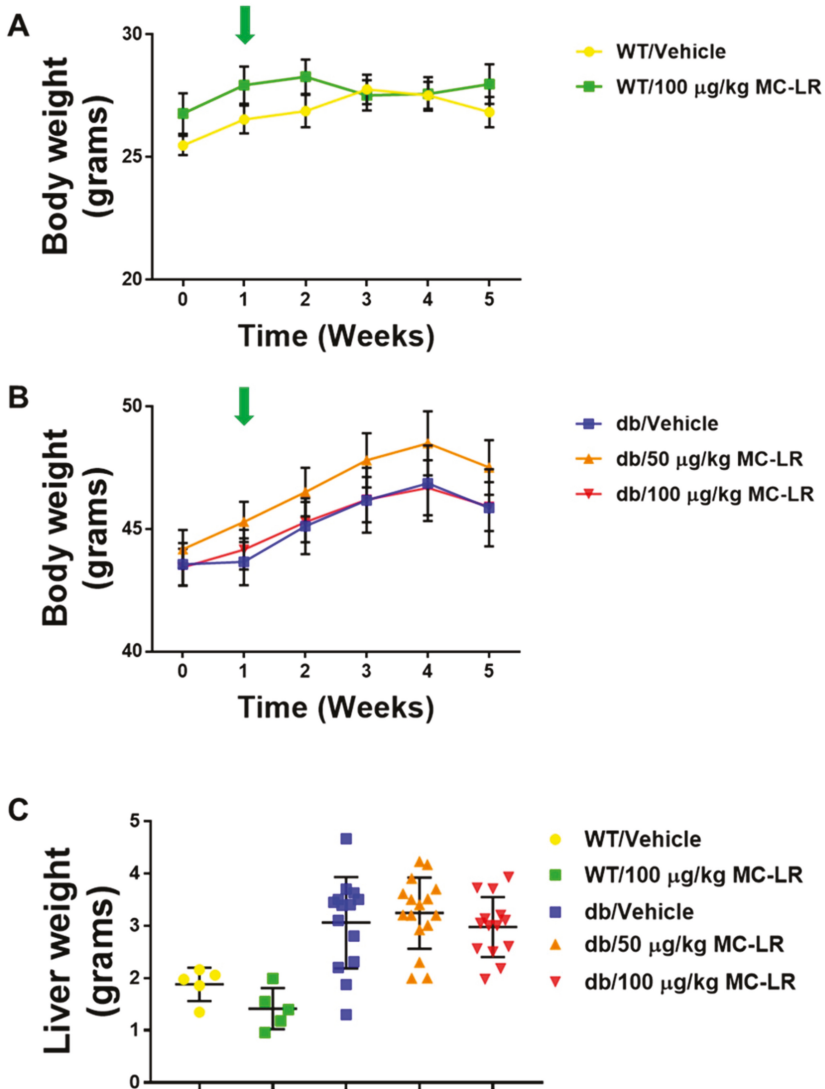 A
30
25
20
Body weight
(grams)
0 1 2 3 4 5
Time (Weeks)
WT/Vehicle
WT/100 μg/kg MC-LR
B
50
45
40
Body weight
(grams)
0 1 2 3 4 5
Time (Weeks)
db/Vehicle
db/50 μg/kg MC-LR
db/100 μg/kg MC-LR
C
5
4
3
2
1
0
Liver weight
(grams)
WT/Vehicle
WT/100 μg/kg MC-LR
db/Vehicle
db/50 μg/kg MC-LR
db/100 μg/kg MC-LR